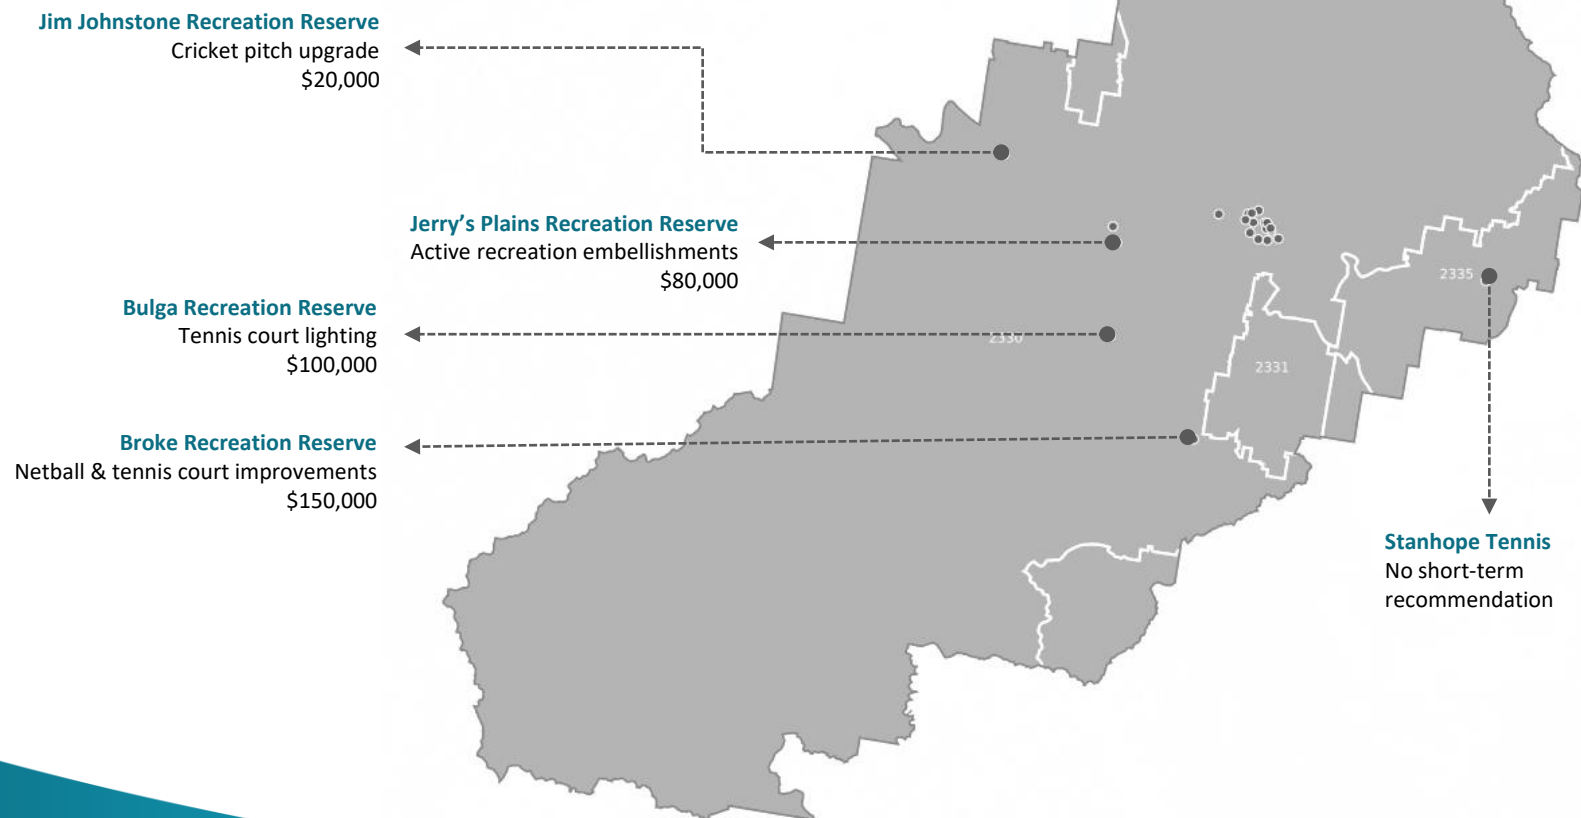 Jim Johnstone Recreation Reserve
Cricket pitch upgrade
$20,000
Jerry's Plains Recreation Reserve
Active recreation embellishments
$80,000
Bulga Recreation Reserve
Tennis court lighting
$100,000
Broke Recreation Reserve
Netball & tennis court improvements
$150,000
2330
2331
2335
Stanhope Tennis
No short-term
recommendation